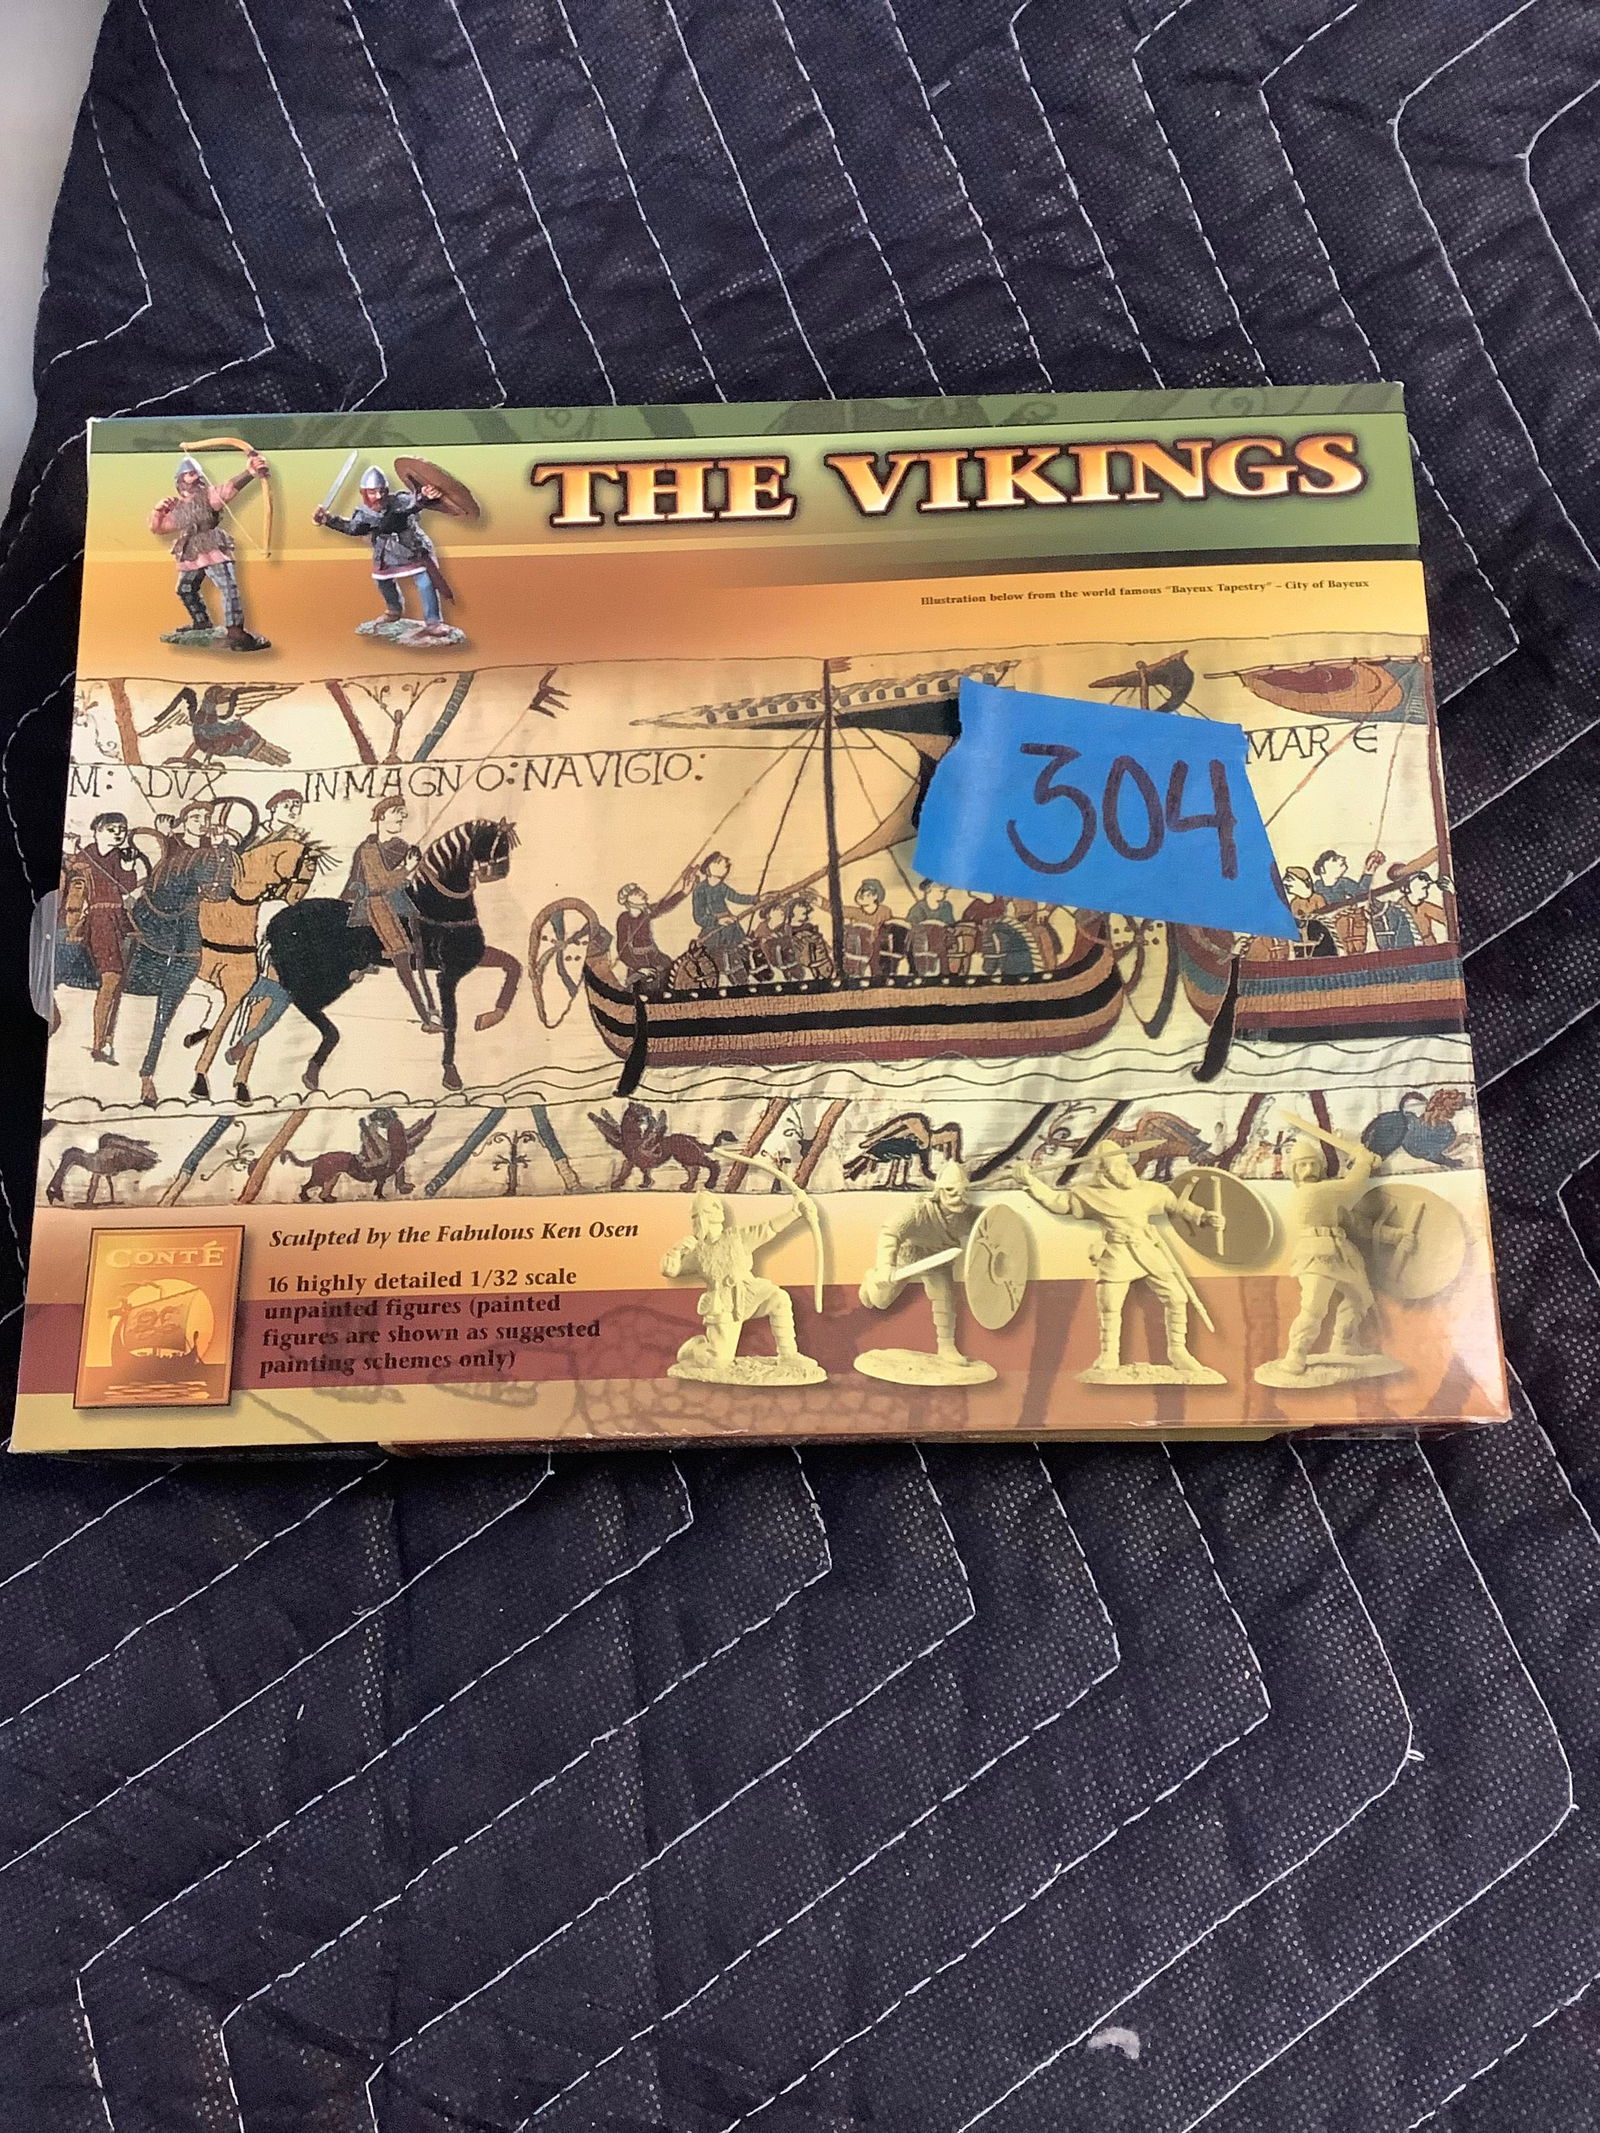 THE VIKINGS
Illustration below from the world famous "Bayeux Tapestry" – City of Bayeux
M: DVX IN MAGNO: NAVIGIO:
MAR E
304
CONTÉ
Sculpted by the Fabulous Ken Osen
16 highly detailed 1/32 scale
unpainted figures (painted
figures are shown as suggested
painting schemes only)